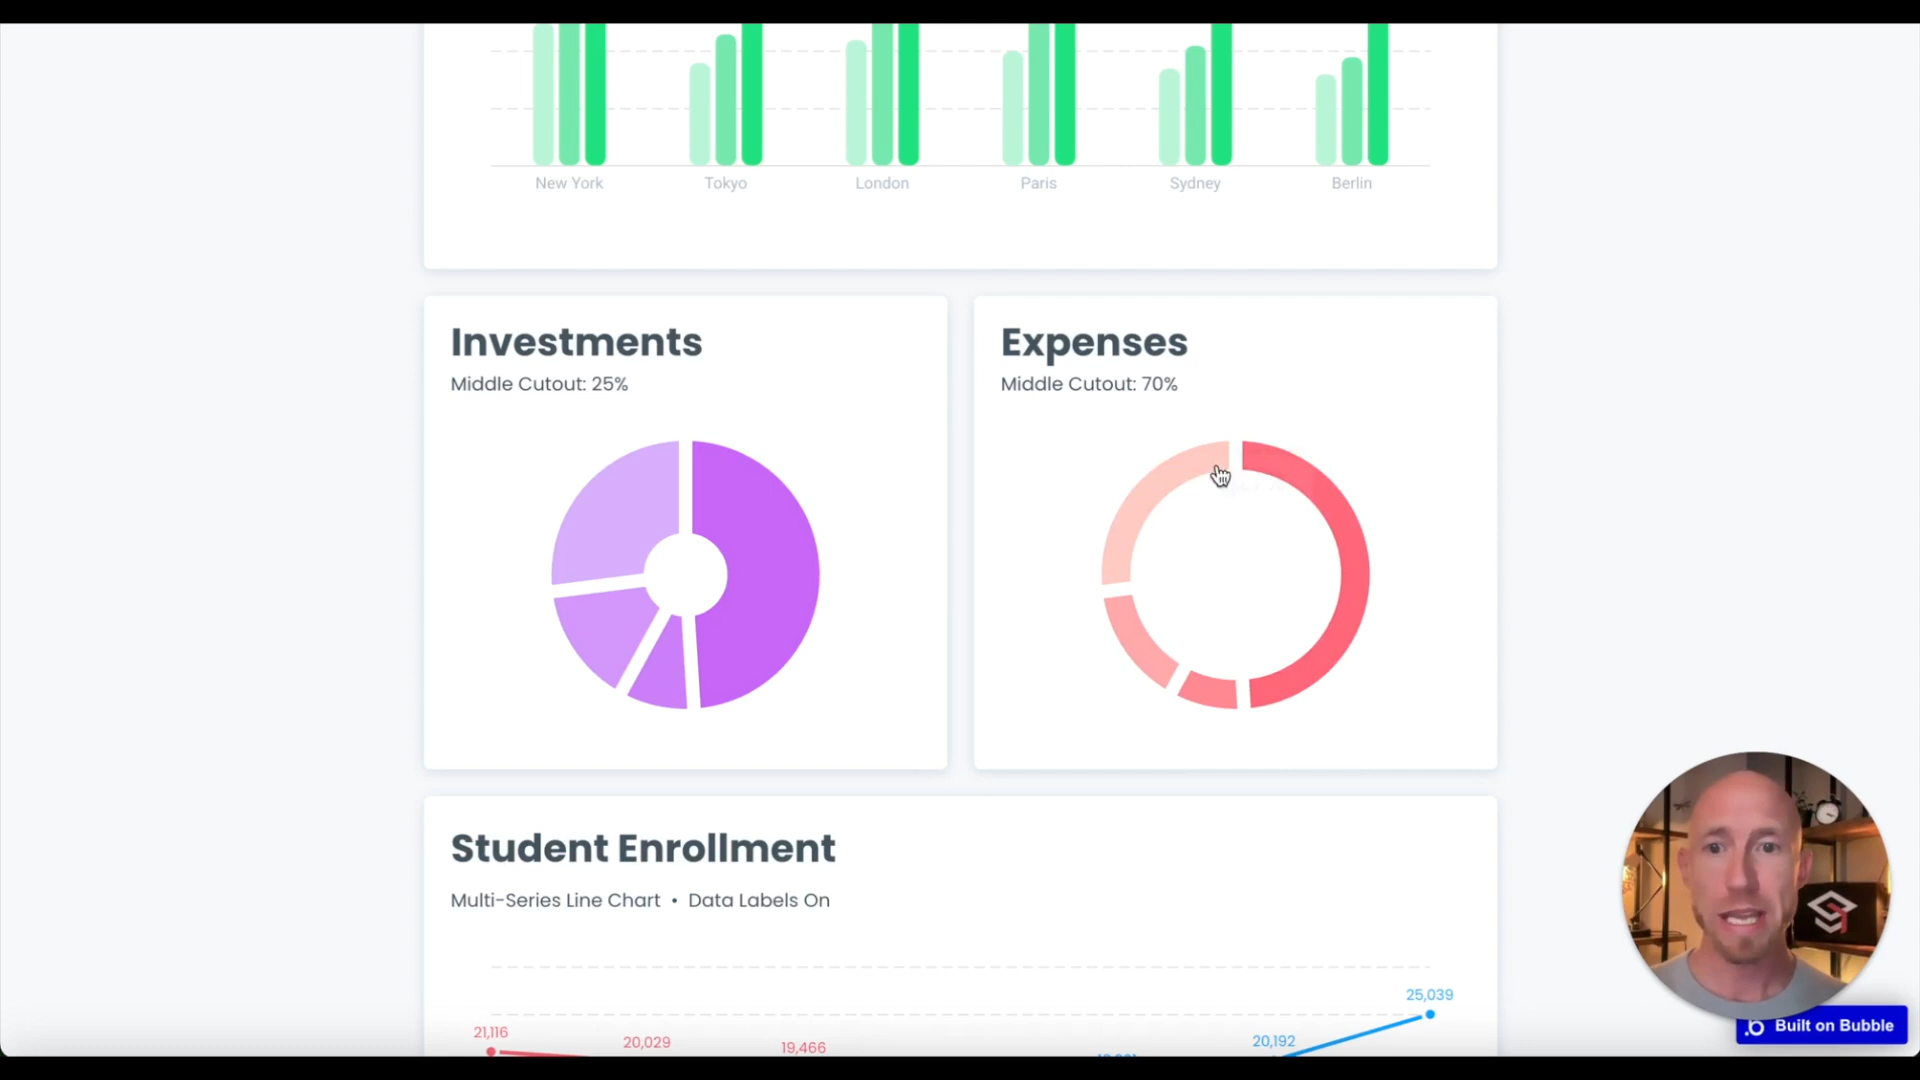 New York Tokyo London Paris Sydney Berlin
Investments
Middle Cutout: 25%
Expenses
Middle Cutout: 70%
Student Enrollment
Multi-Series Line Chart • Data Labels On
25,039
21,116
20,029
19,466
20,192
Built on Bubble